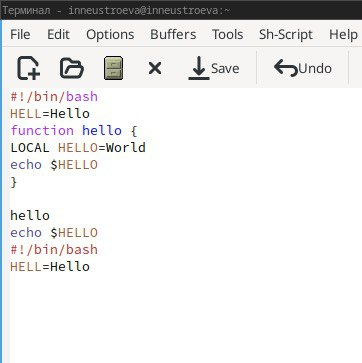 Терминал - inneustroeva@inneustroeva:~
File Edit Options Buffers Tools Sh-Script Help
Save Undo
#!/bin/bash
HELL=Hello
function hello {
LOCAL HELLO=World
echo $HELLO
}
hello
echo $HELLO
#!/bin/bash
HELL=Hello